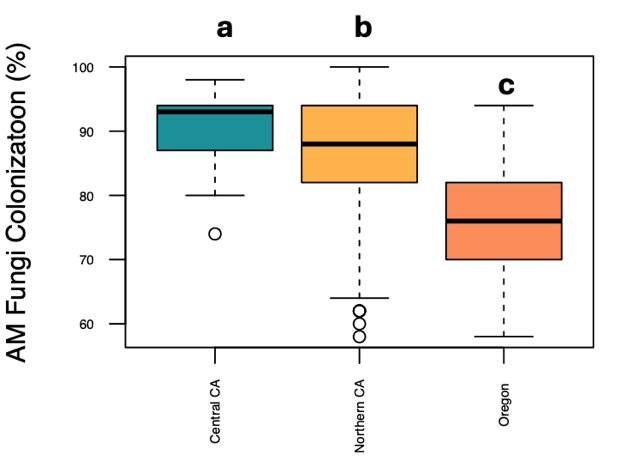 a b
c
AM Fungi Colonizatoon (%)
100
90
80
70
60
Central CA
Northern CA
Oregon